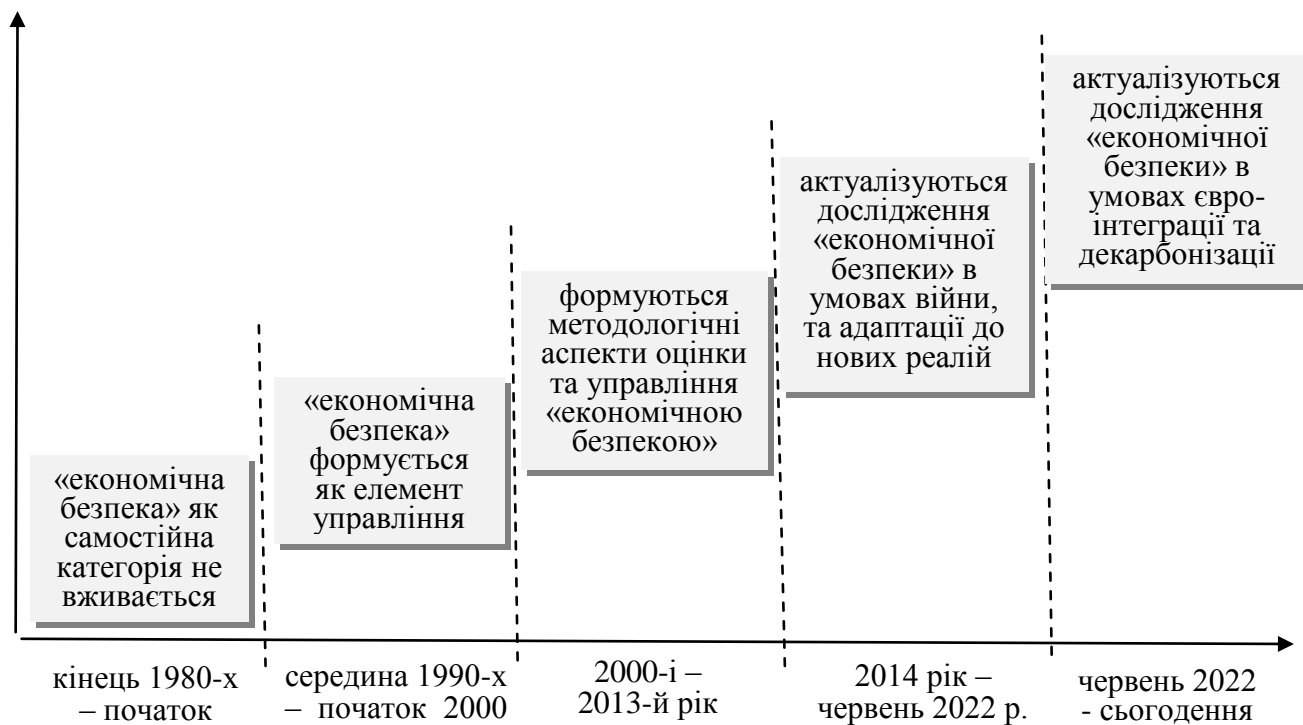 «економічна
безпека» як
самостійна
категорія не
вживається
«економічна
безпека»
формується
як елемент
управління
формуються
методологічні
аспекти оцінки
та управління
«економічною
безпекою»
актуалізуються
дослідження
«економічної
безпеки» в
умовах війни,
та адаптації до
нових реалій
актуалізуються
дослідження
«економічної
безпеки» в
умовах євро-
інтеграції та
декарбонізації
кінець 1980-х
– початок
середина 1990-х
– початок 2000
2000-і –
2013-й рік
2014 рік –
червень 2022 р.
червень 2022
- сьогодення